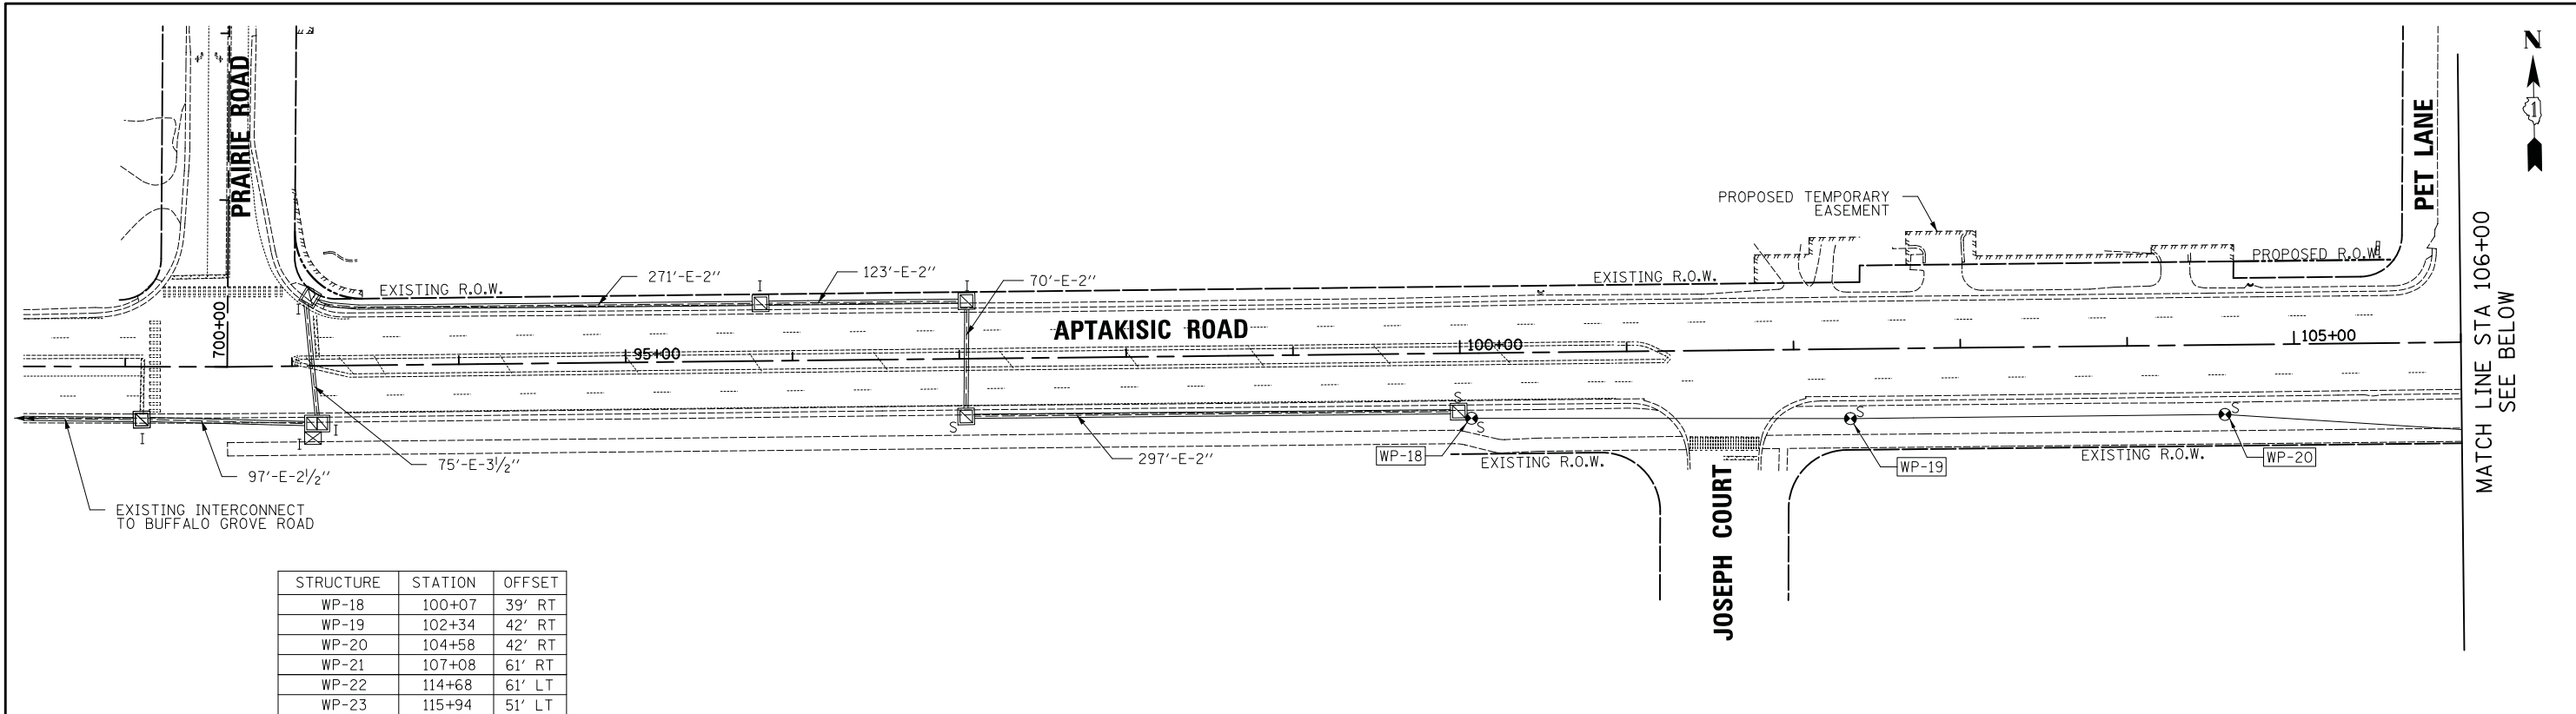 N
1
PRAIRIE ROAD
PET LANE
PROPOSED TEMPORARY
EASEMENT
MATCH LINE STA 106+00
SEE BELOW
EXISTING R.O.W.
271'-E-2''
123'-E-2''
70'-E-2''
EXISTING R.O.W.
PROPOSED R.O.W.
I
I
I
700+00
APTAKISIC ROAD
95+00
100+00
105+00
I
I
I
S
S
S
S
S
97'-E-2½''
75'-E-3½''
297'-E-2''
WP-18
EXISTING R.O.W.
WP-19
EXISTING R.O.W.
WP-20
EXISTING INTERCONNECT
TO BUFFALO GROVE ROAD
JOSEPH COURT
STRUCTURE STATION OFFSET
WP-18 100+07 39' RT
WP-19 102+34 42' RT
WP-20 104+58 42' RT
WP-21 107+08 61' RT
WP-22 114+68 61' LT
WP-23 115+94 51' LT